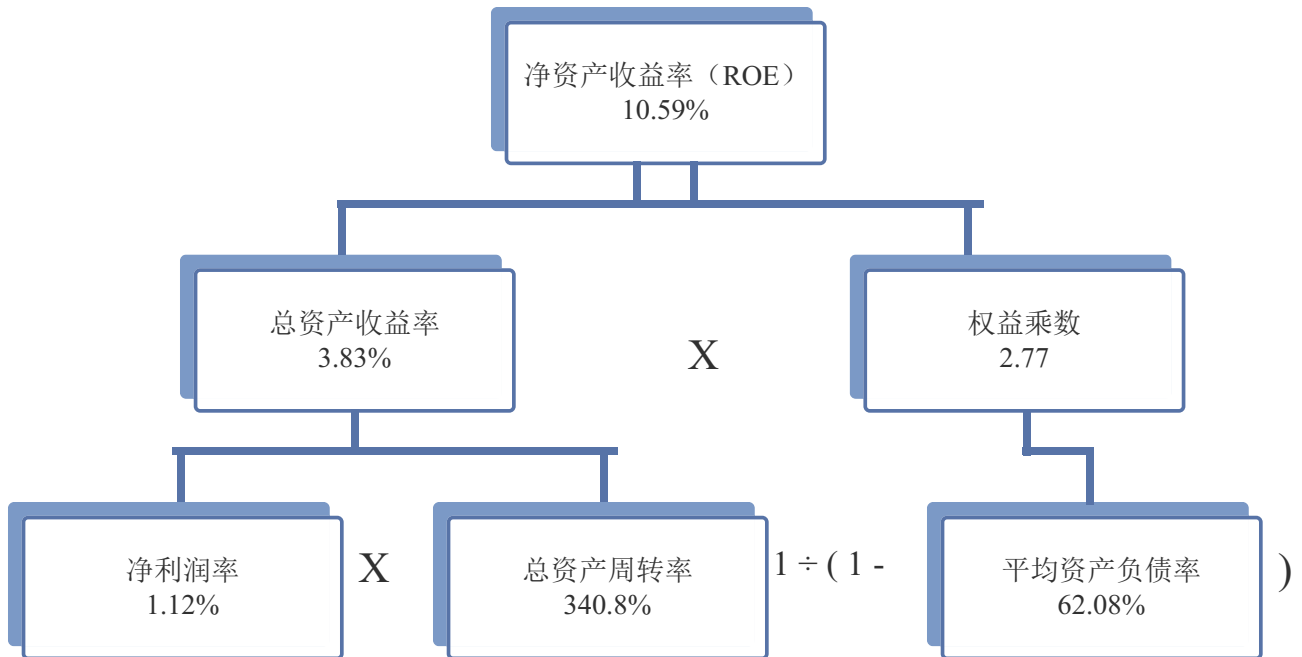 净资产收益率（ROE）
10.59%
总资产收益率
3.83%
X
权益乘数
2.77
净利润率
1.12%
X
总资产周转率
340.8%
1 ÷ ( 1 -
平均资产负债率
62.08%
)